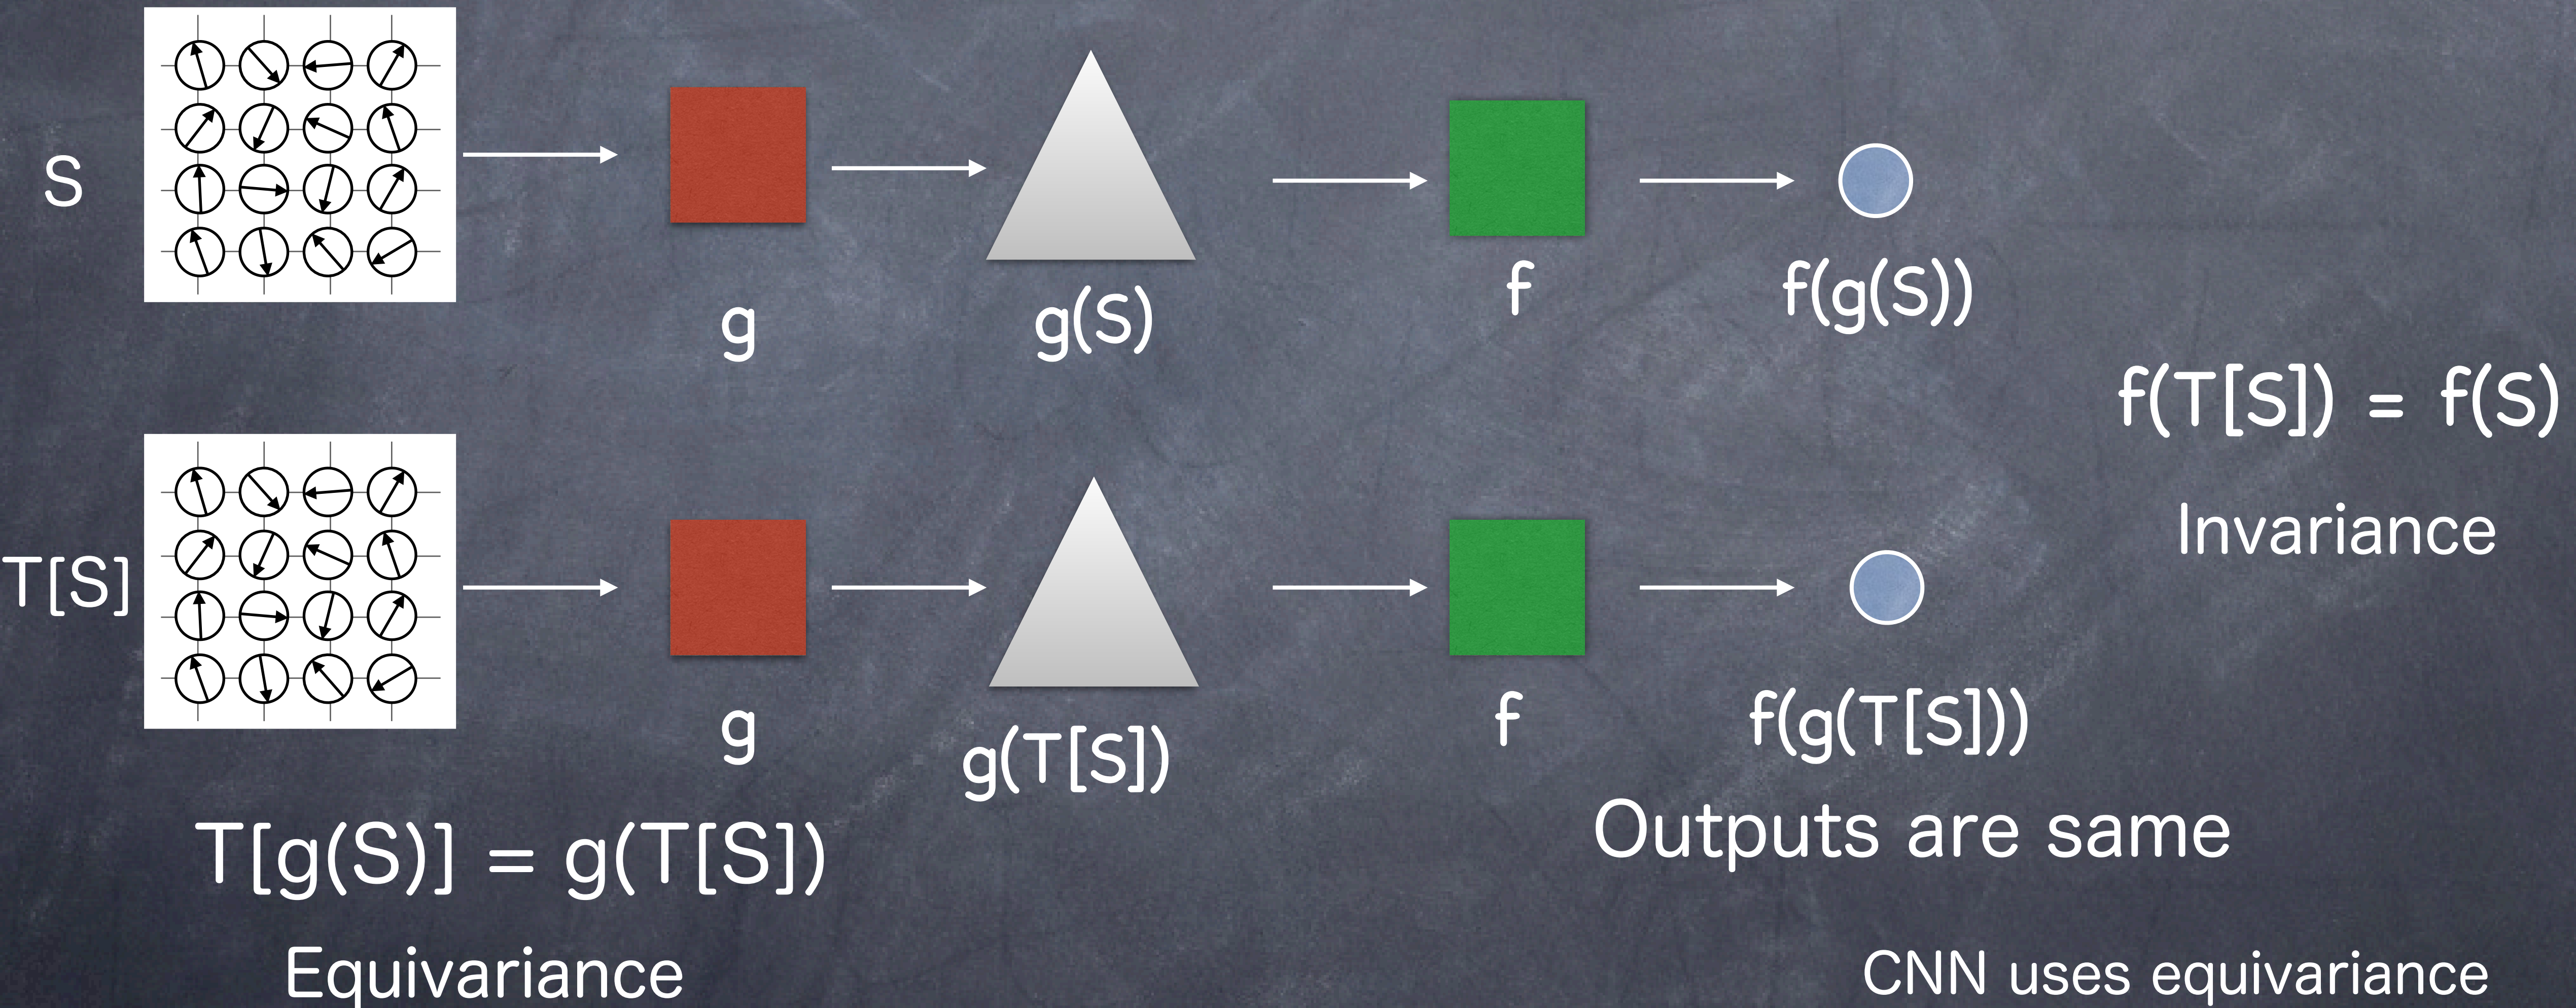 S
g
g(S)
f
f(g(S))
f(T[S]) = f(S)
Invariance
T[S]
g
g(T[S])
f
f(g(T[S]))
T[g(S)] = g(T[S])
Outputs are same
Equivariance
CNN uses equivariance